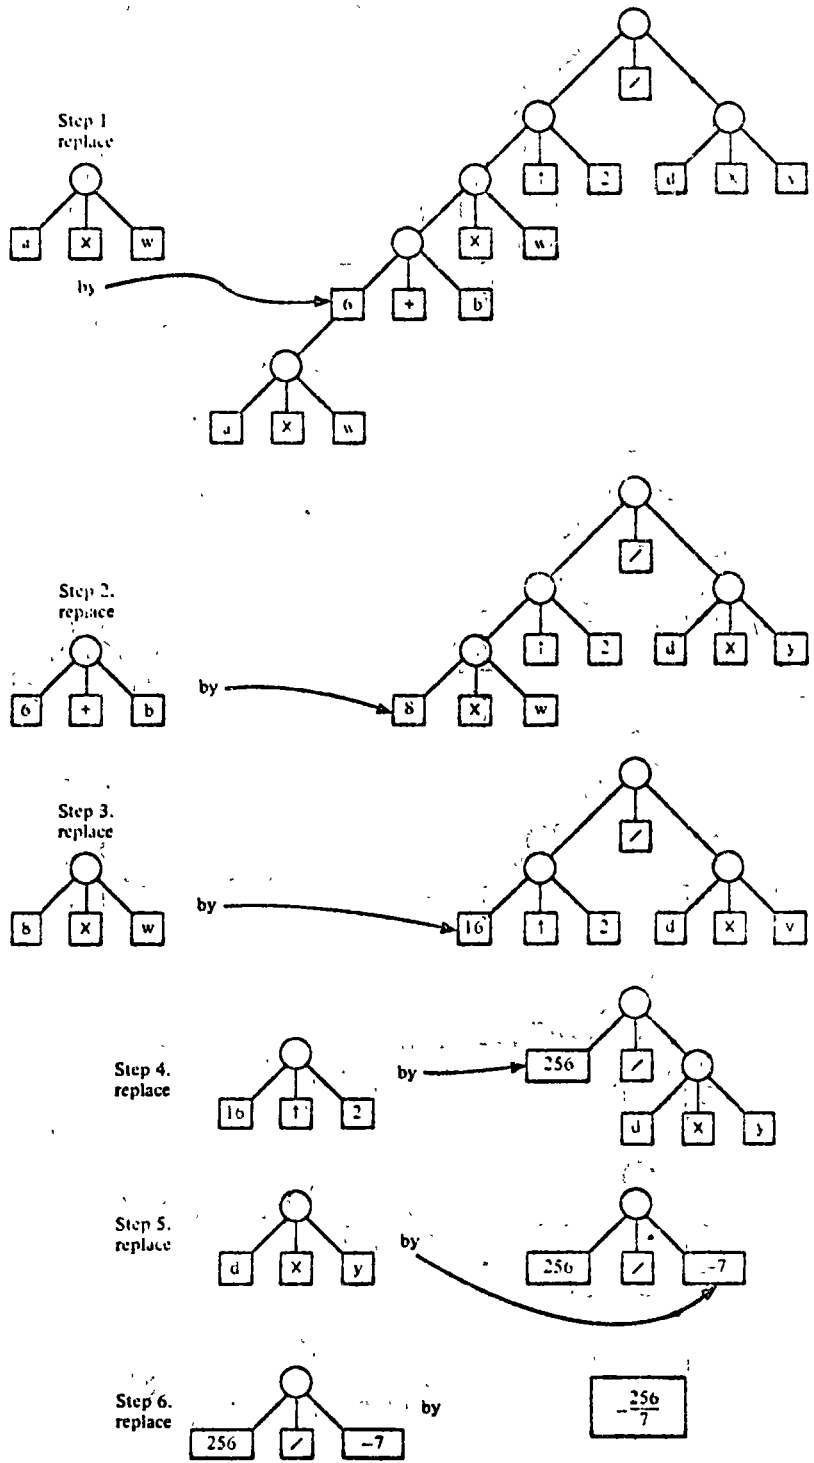 Step 1
replace
/
↑ 2 d x
a X w
X w
by
6 + b
a X w
/
Step 2.
replace
↑ 2 d X y
6 + b
by
8 X w
Step 3.
replace
/
8 X w
by
16 ↑ 2 d X v
Step 4.
replace
by
256 /
16 ↑ 2
d X y
Step 5.
replace
by
d X y
256 / -7
Step 6.
replace
by
256 / -7
-256/7